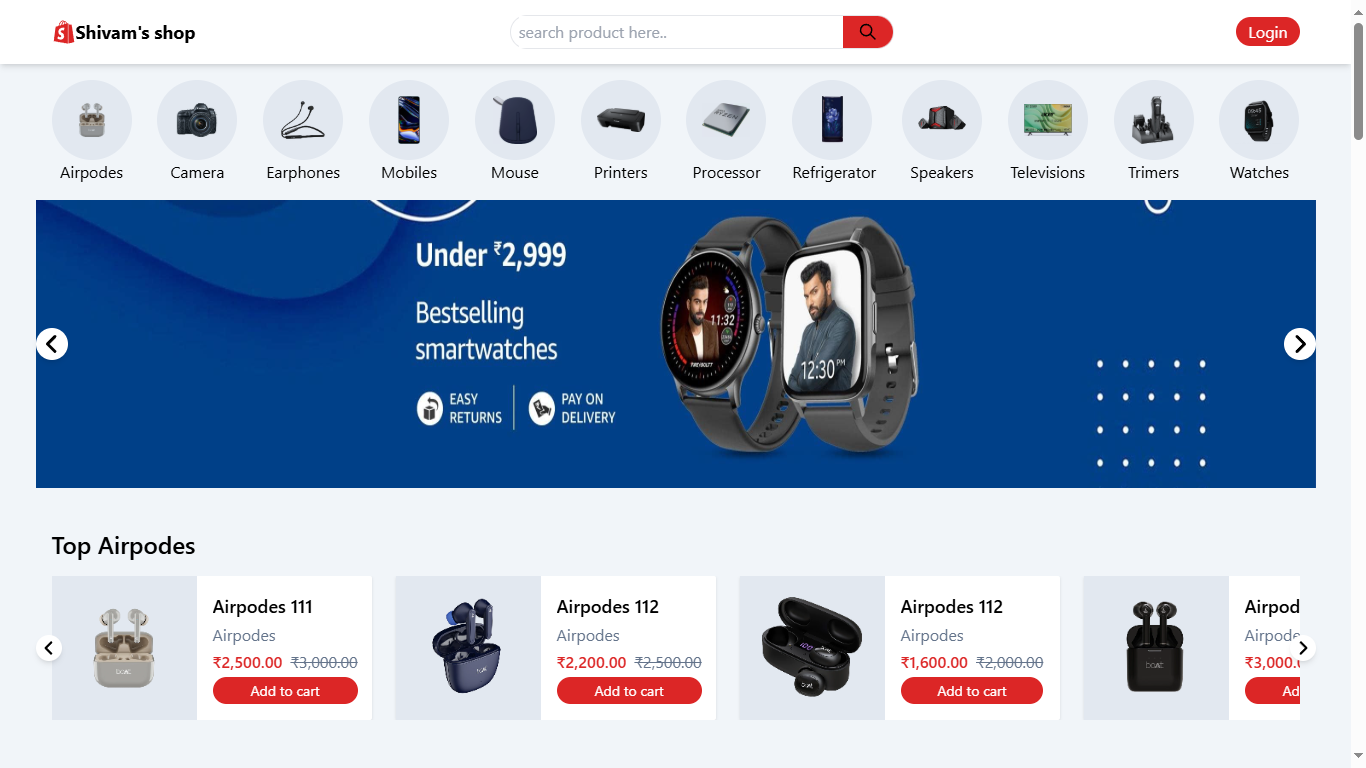 Shivam's shop
search product here..
Login
Airpodes
Camera
Earphones
Mobiles
Mouse
Printers
Processor
Refrigerator
Speakers
Televisions
Trimers
Watches
Under ₹2,999
Bestselling
smartwatches
EASY
RETURNS
PAY ON
DELIVERY
11:32
12:30 PM
Top Airpodes
Airpodes 111
Airpodes
₹2,500.00 ₹3,000.00
Add to cart
Airpodes 112
Airpodes
₹2,200.00 ₹2,500.00
Add to cart
Airpodes 112
Airpodes
₹1,600.00 ₹2,000.00
Add to cart
Airpod
Airpode
₹3,000.
Ad